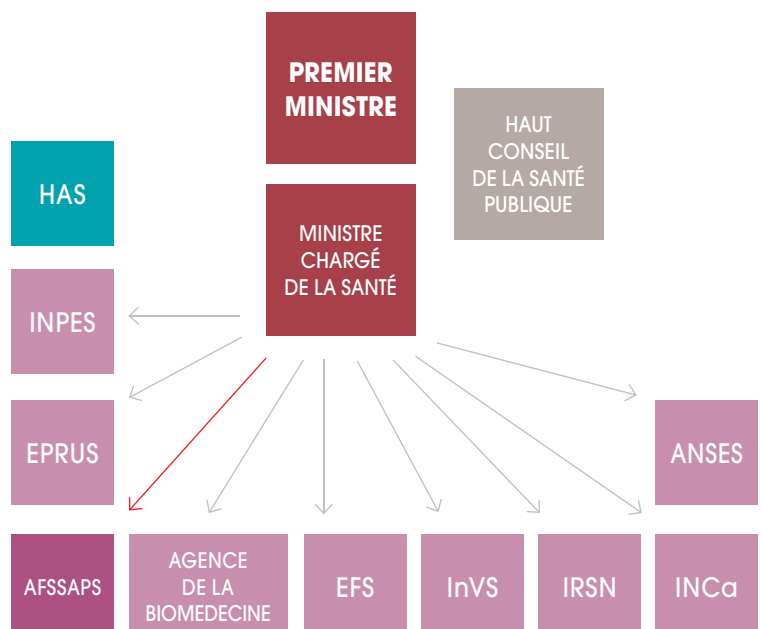 PREMIER
MINISTRE
HAUT
CONSEIL
DE LA SANTÉ
PUBLIQUE
HAS
MINISTRE
CHARGÉ
DE LA SANTÉ
INPES
EPRUS
ANSES
AFSSAPS
AGENCE
DE LA
BIOMEDECINE
EFS
InVS
IRSN
INCa